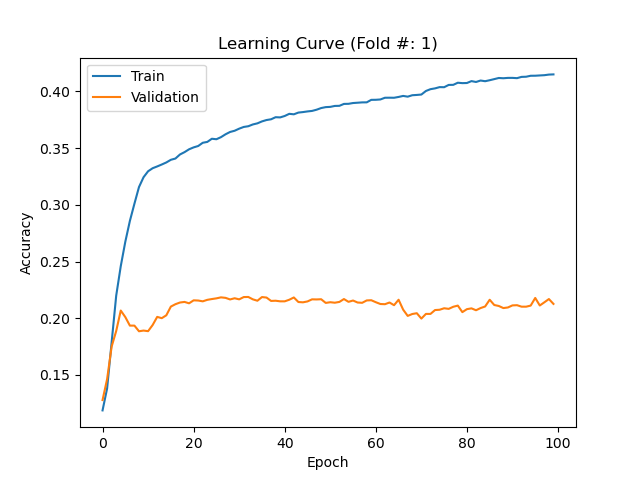 Learning Curve (Fold #: 1)
Train
Validation
0.40
0.35
0.30
0.25
0.20
0.15
Accuracy
0 20 40 60 80 100
Epoch